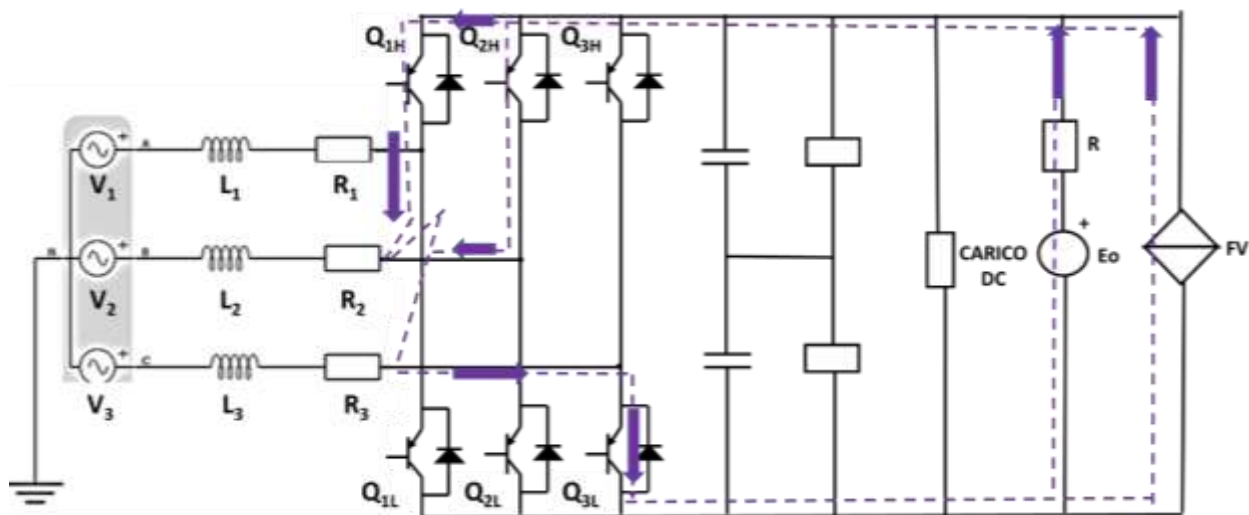 Q1H
Q2H
Q3H
+
A
V1
L1
R1
R
N
+
B
V2
L2
R2
CARICO
DC
+
Eo
FV
+
C
V3
L3
R3
Q1L
Q2L
Q3L